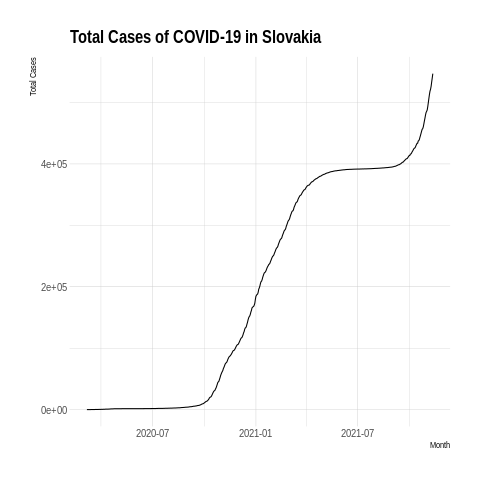 Total Cases of COVID-19 in Slovakia
Total Cases
4e+05
2e+05
0e+00
2020-07
2021-01
2021-07
Month